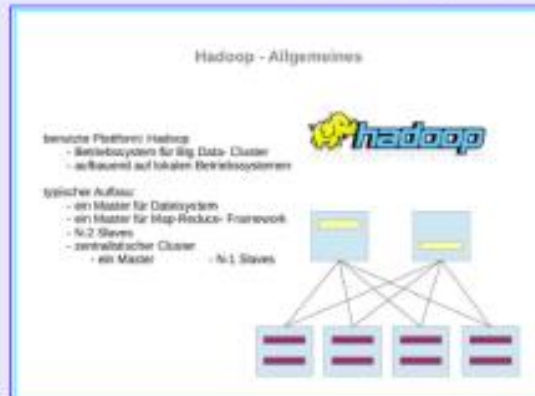 Hadoop - Allgemeines
hadoop
benutzte Plattform: Hadoop
- Betriebssystem für Big Data- Cluster
- aufbauend auf lokalen Betriebssystemen
typischer Aufbau:
- ein Master für Dateisystem
- ein Master für Map-Reduce- Framework
- N-2 Slaves
- zentralistischer Cluster
- ein Master - N-1 Slaves